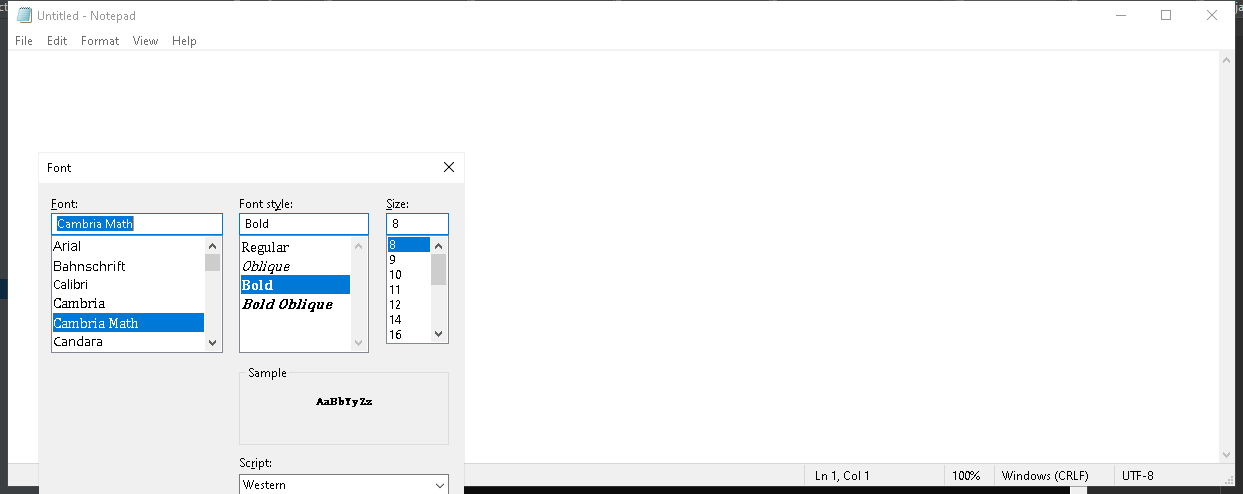 Untitled - Notepad
File Edit Format View Help
Font
Font: Font style: Size:
Cambria Math Bold 8
Arial Regular 8
Bahnschrift Oblique 9
Calibri Bold 10
Cambria Bold Oblique 11
Cambria Math 12
Candara 14
16
Sample
AaBbYyZz
Script:
Western
Ln 1, Col 1 100% Windows (CRLF) UTF-8